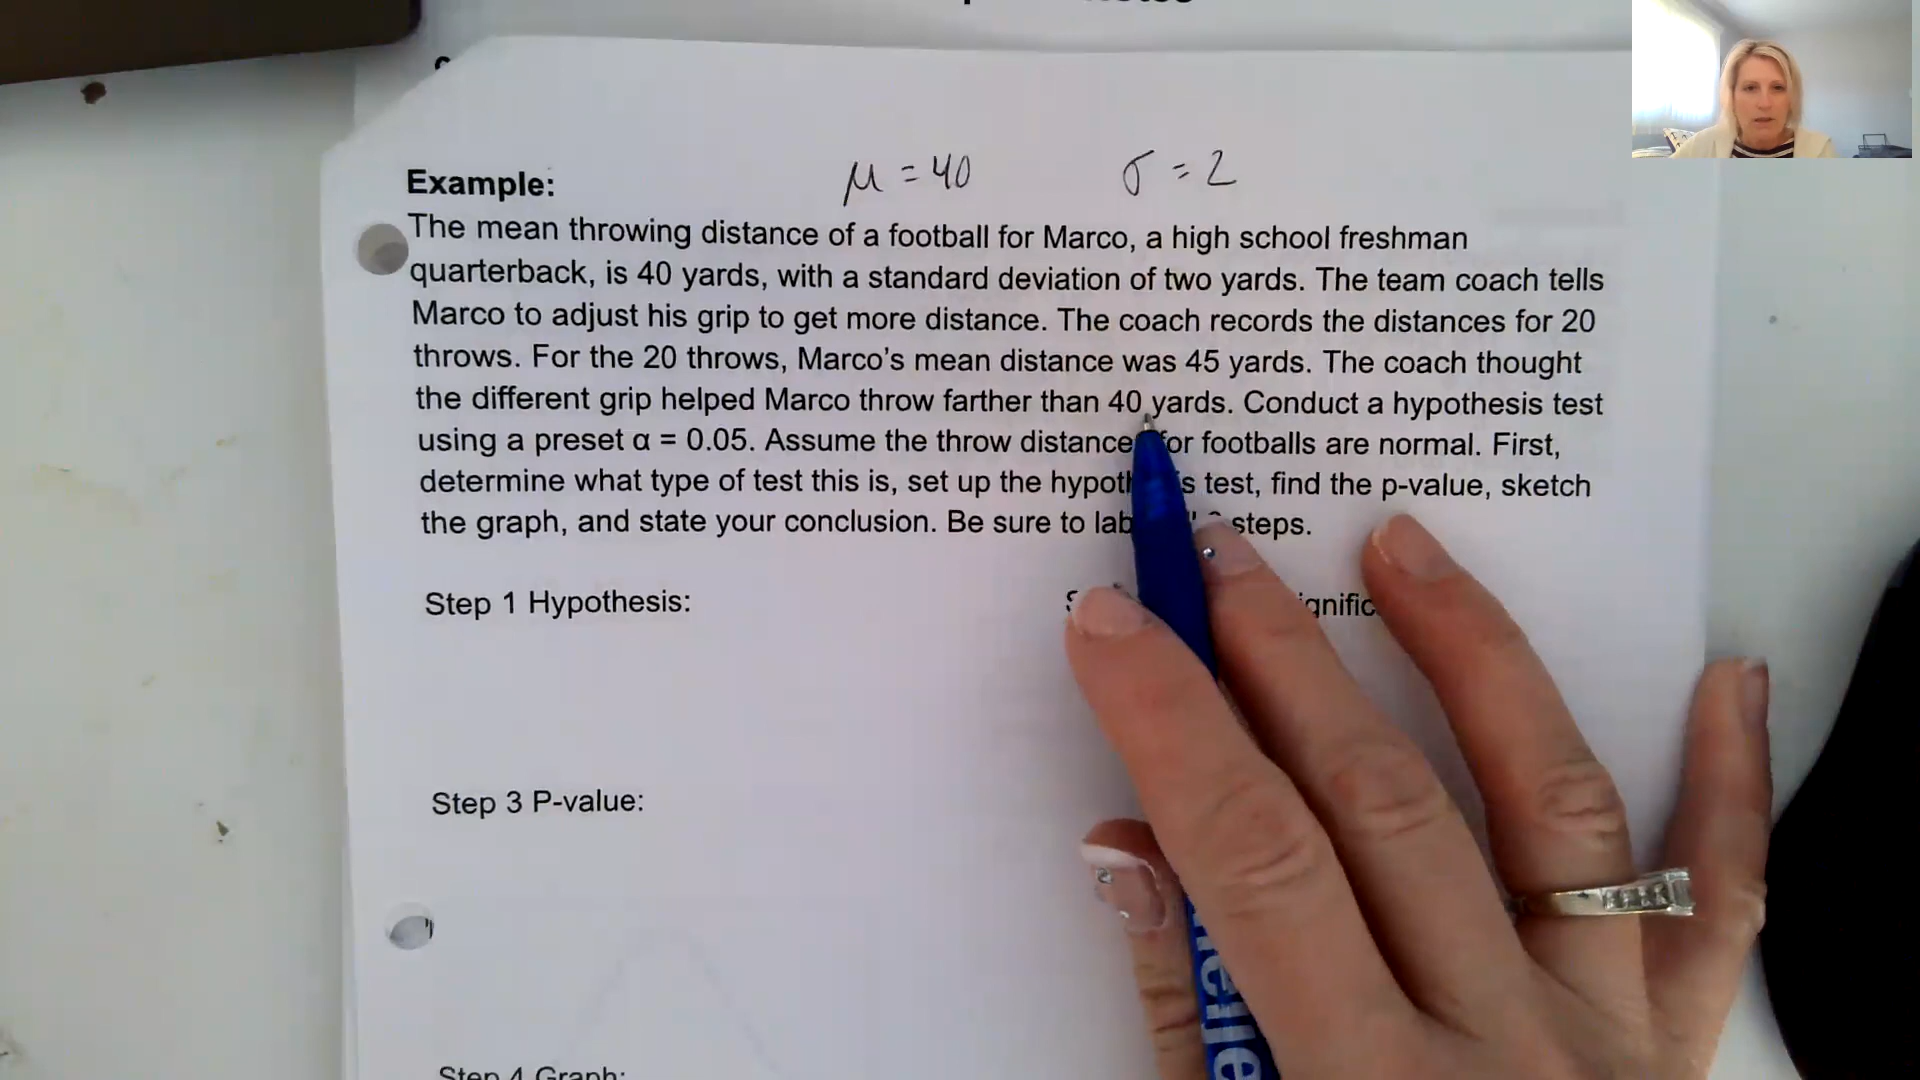 μ = 40 σ = 2
Example:
The mean throwing distance of a football for Marco, a high school freshman
quarterback, is 40 yards, with a standard deviation of two yards. The team coach tells
Marco to adjust his grip to get more distance. The coach records the distances for 20
throws. For the 20 throws, Marco's mean distance was 45 yards. The coach thought
the different grip helped Marco throw farther than 40 yards. Conduct a hypothesis test
using a preset α = 0.05. Assume the throw distance for footballs are normal. First,
determine what type of test this is, set up the test, find the p-value, sketch
the graph, and state your conclusion. Be sure to steps.
Step 1 Hypothesis:
Step 3 P-value:
Step 4 Graph: